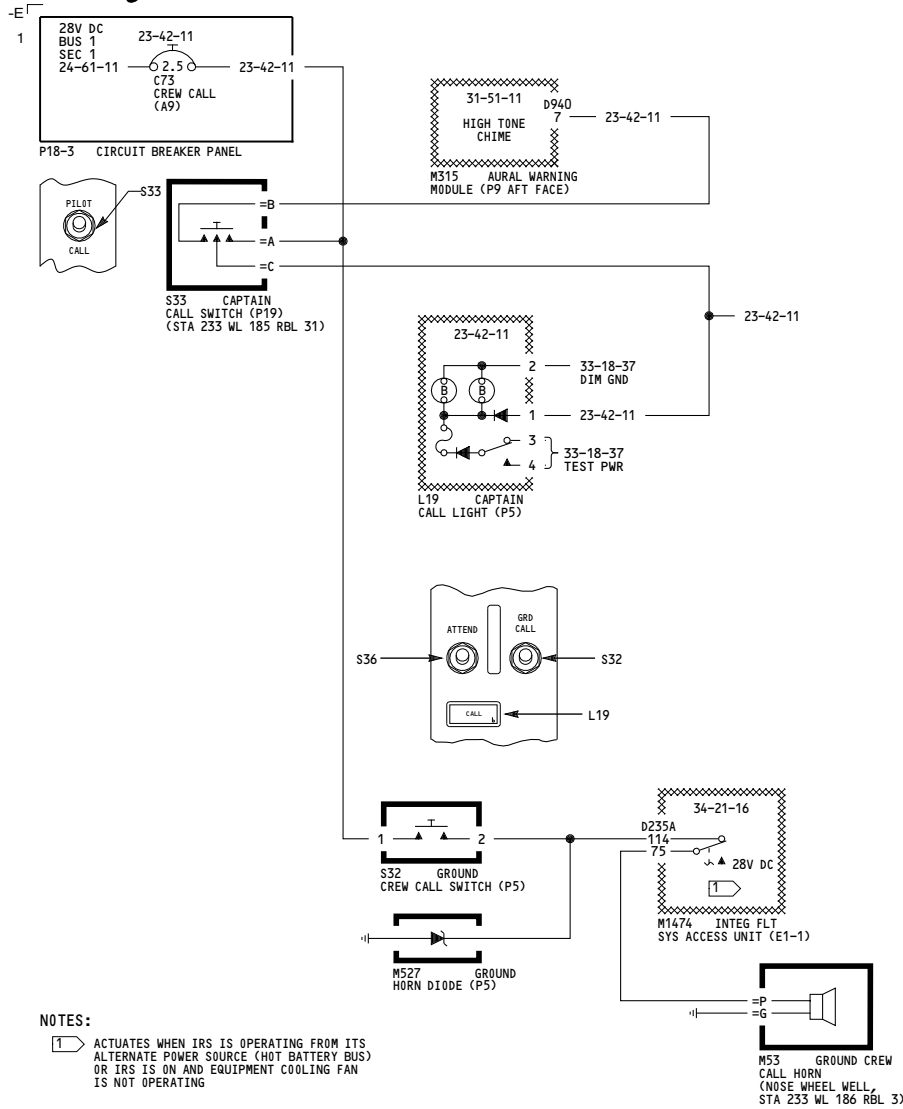 -E
1
28V DC
BUS 1
SEC 1
24-61-11
23-42-11
2.5
C73
CREW CALL
(A9)
23-42-11
P18-3 CIRCUIT BREAKER PANEL
31-51-11
HIGH TONE
CHIME
D940
7
23-42-11
M315 AURAL WARNING
MODULE (P9 AFT FACE)
PILOT
CALL
S33
=B
=A
=C
S33 CAPTAIN
CALL SWITCH (P19)
(STA 233 WL 185 RBL 31)
23-42-11
23-42-11
B
B
2
33-18-37
DIM GND
1
23-42-11
3
4
33-18-37
TEST PWR
L19 CAPTAIN
CALL LIGHT (P5)
ATTEND
GRD
CALL
S36
S32
CALL
L19
1
2
S32 GROUND
CREW CALL SWITCH (P5)
34-21-16
D235A
114
75
28V DC
1
M1474 INTEG FLT
SYS ACCESS UNIT (E1-1)
M527 GROUND
HORN DIODE (P5)
=P
=G
M53 GROUND CREW
CALL HORN
(NOSE WHEEL WELL,
STA 233 WL 186 RBL 3)
NOTES:
1 ACTUATES WHEN IRS IS OPERATING FROM ITS
ALTERNATE POWER SOURCE (HOT BATTERY BUS)
OR IRS IS ON AND EQUIPMENT COOLING FAN
IS NOT OPERATING